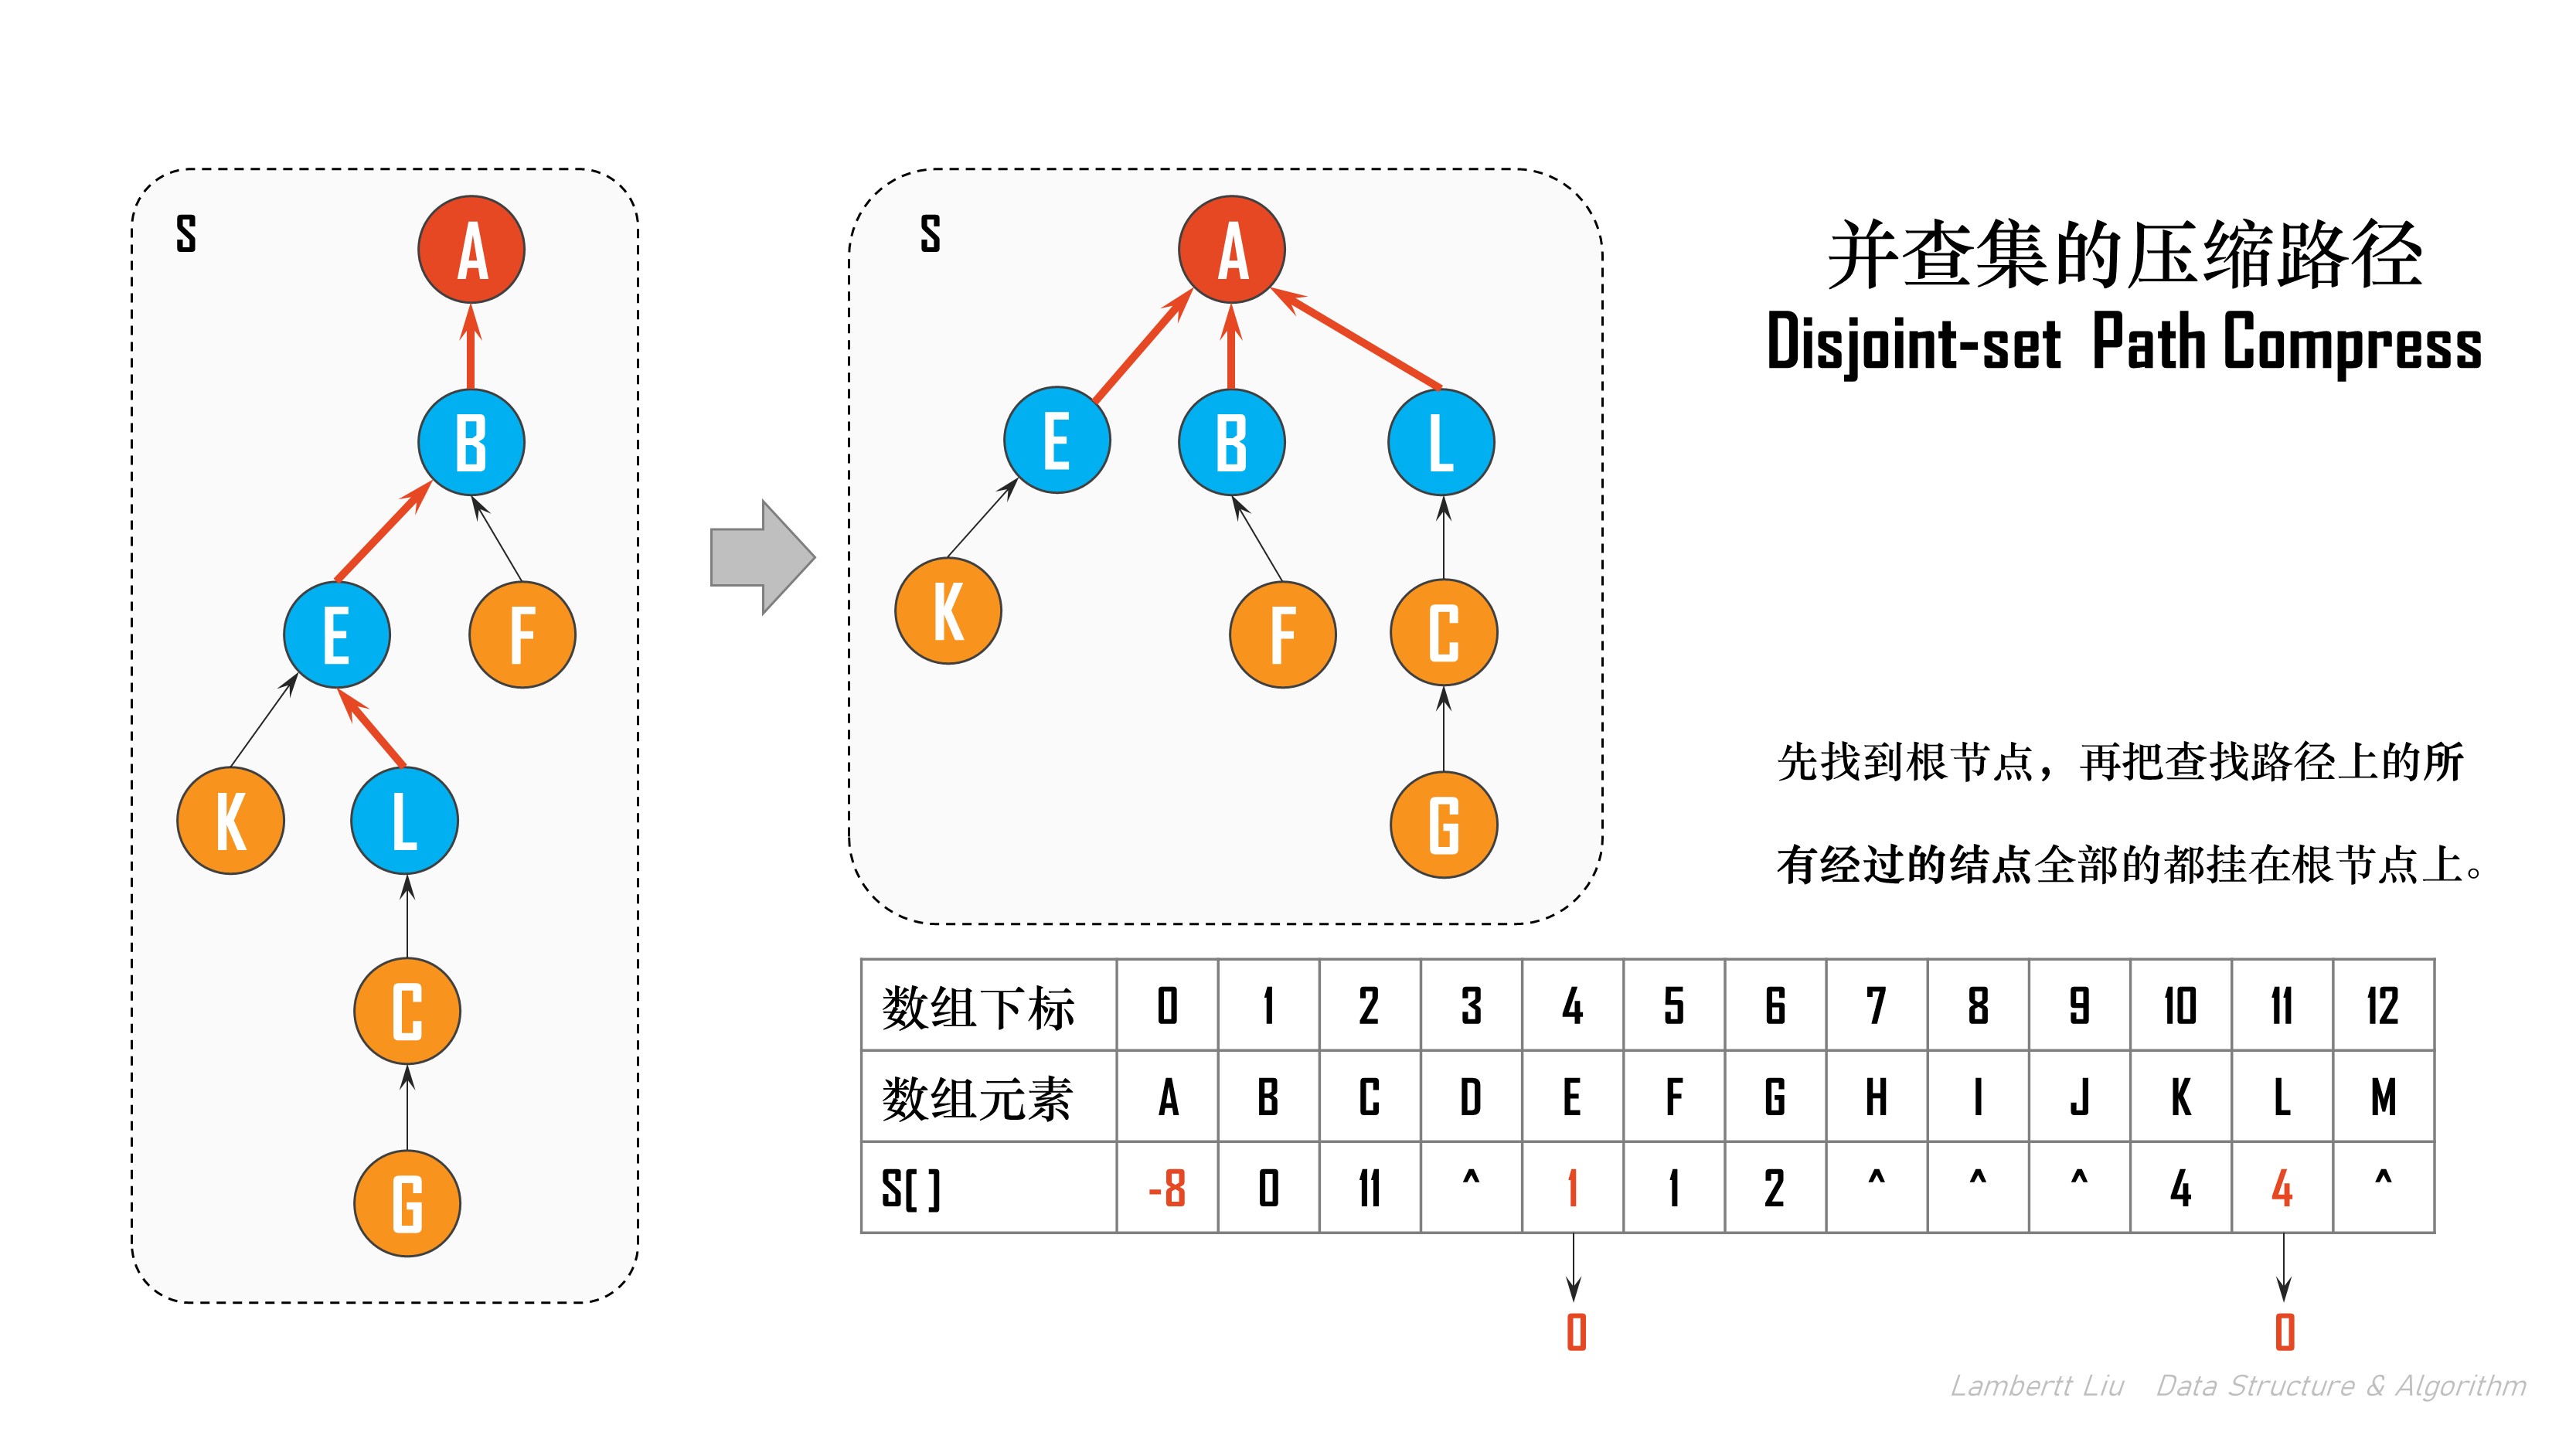 S
A
B
E
F
K
L
C
G
S
A
E
B
L
K
F
C
G
并查集的压缩路径
Disjoint-set Path Compress
先找到根节点，再把查找路径上的所
有经过的结点全部的都挂在根节点上。
数组下标 0 1 2 3 4 5 6 7 8 9 10 11 12
数组元素 A B C D E F G H I J K L M
S[ ] -8 0 11 ^ 1 1 2 ^ ^ ^ 4 4 ^
0 0
Lambertt Liu Data Structure & Algorithm